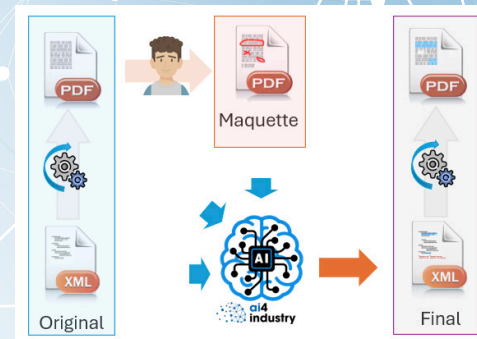 PDF
PDF
Maquette
PDF
AI
ai4
industry
XML
Original
XML
Final